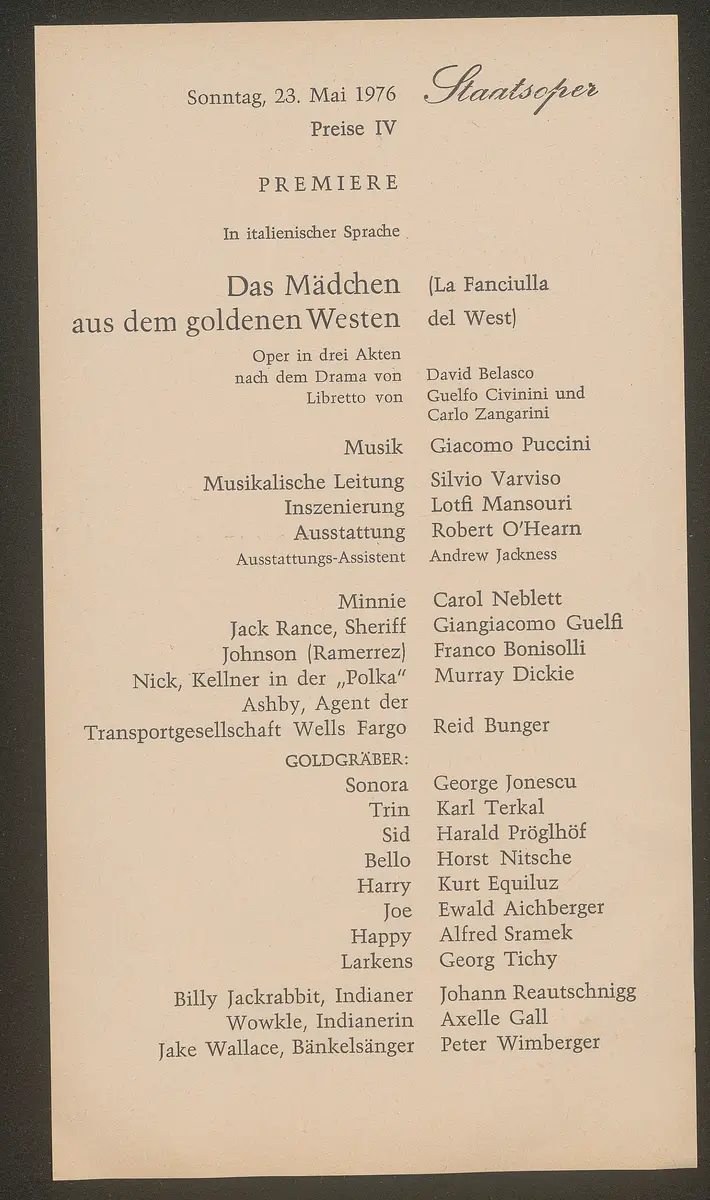 Sonntag, 23. Mai 1976 Staatsoper
Preise IV
PREMIERE
In italienischer Sprache
Das Mädchen (La Fanciulla
aus dem goldenen Westen del West)
Oper in drei Akten
nach dem Drama von David Belasco
Libretto von Guelfo Civinini und
Carlo Zangarini
Musik Giacomo Puccini
Musikalische Leitung Silvio Varviso
Inszenierung Lotfi Mansouri
Ausstattung Robert O'Hearn
Ausstattungs-Assistent Andrew Jackness
Minnie Carol Neblett
Jack Rance, Sheriff Giangiacomo Guelfi
Johnson (Ramerrez) Franco Bonisolli
Nick, Kellner in der „Polka“ Murray Dickie
Ashby, Agent der
Transportgesellschaft Wells Fargo Reid Bunger
GOLDGRÄBER:
Sonora George Jonescu
Trin Karl Terkal
Sid Harald Pröglhöf
Bello Horst Nitsche
Harry Kurt Equiluz
Joe Ewald Aichberger
Happy Alfred Sramek
Larkens Georg Tichy
Billy Jackrabbit, Indianer Johann Reautschnigg
Wowkle, Indianerin Axelle Gall
Jake Wallace, Bänkelsänger Peter Wimberger